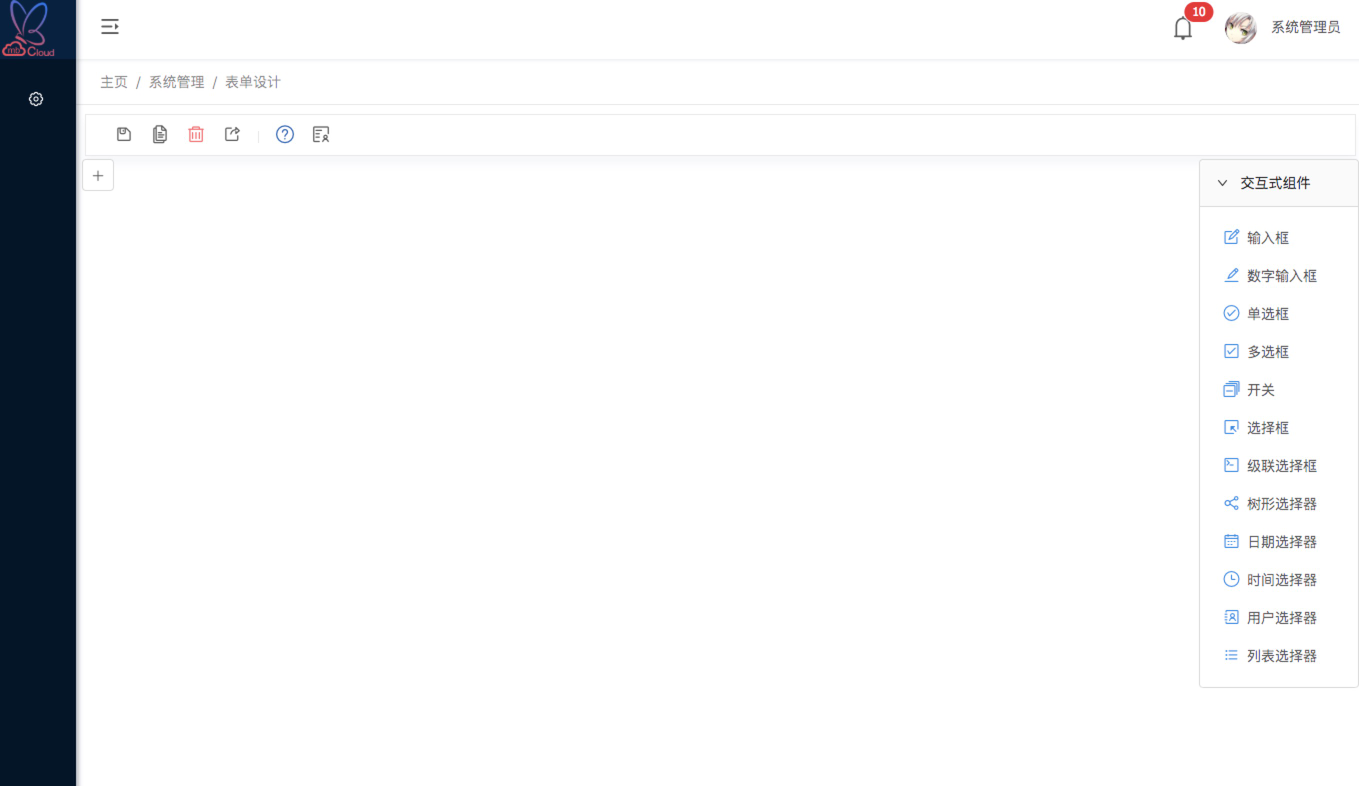 mb Cloud
10
系统管理员
主页 / 系统管理 / 表单设计
交互式组件
输入框
数字输入框
单选框
多选框
开关
选择框
级联选择框
树形选择器
日期选择器
时间选择器
用户选择器
列表选择器